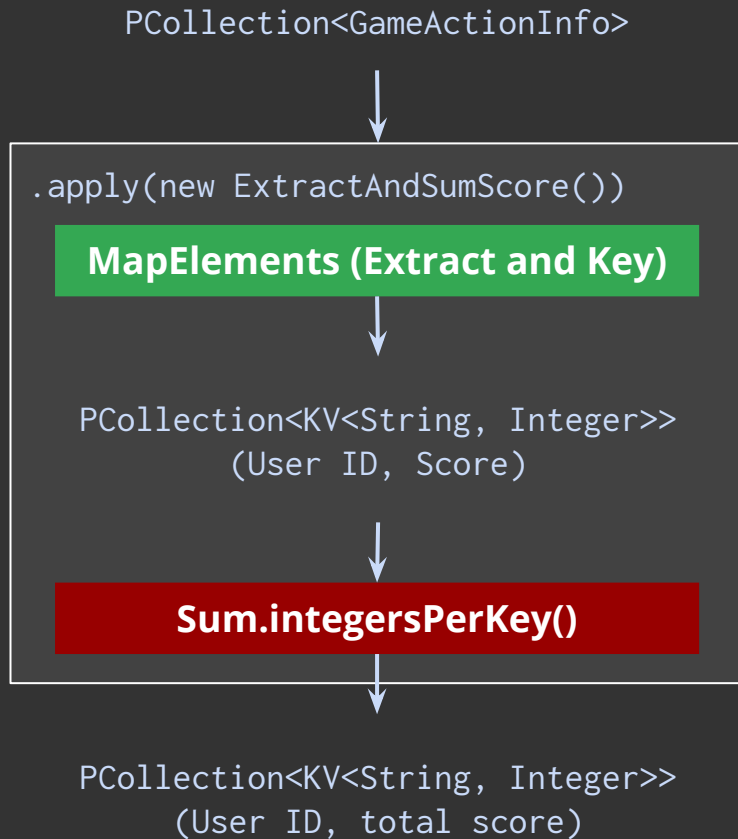 PCollection<GameActionInfo>
.apply(new ExtractAndSumScore())
MapElements (Extract and Key)
PCollection<KV<String, Integer>>
(User ID, Score)
Sum.integersPerKey()
PCollection<KV<String, Integer>>
(User ID, total score)